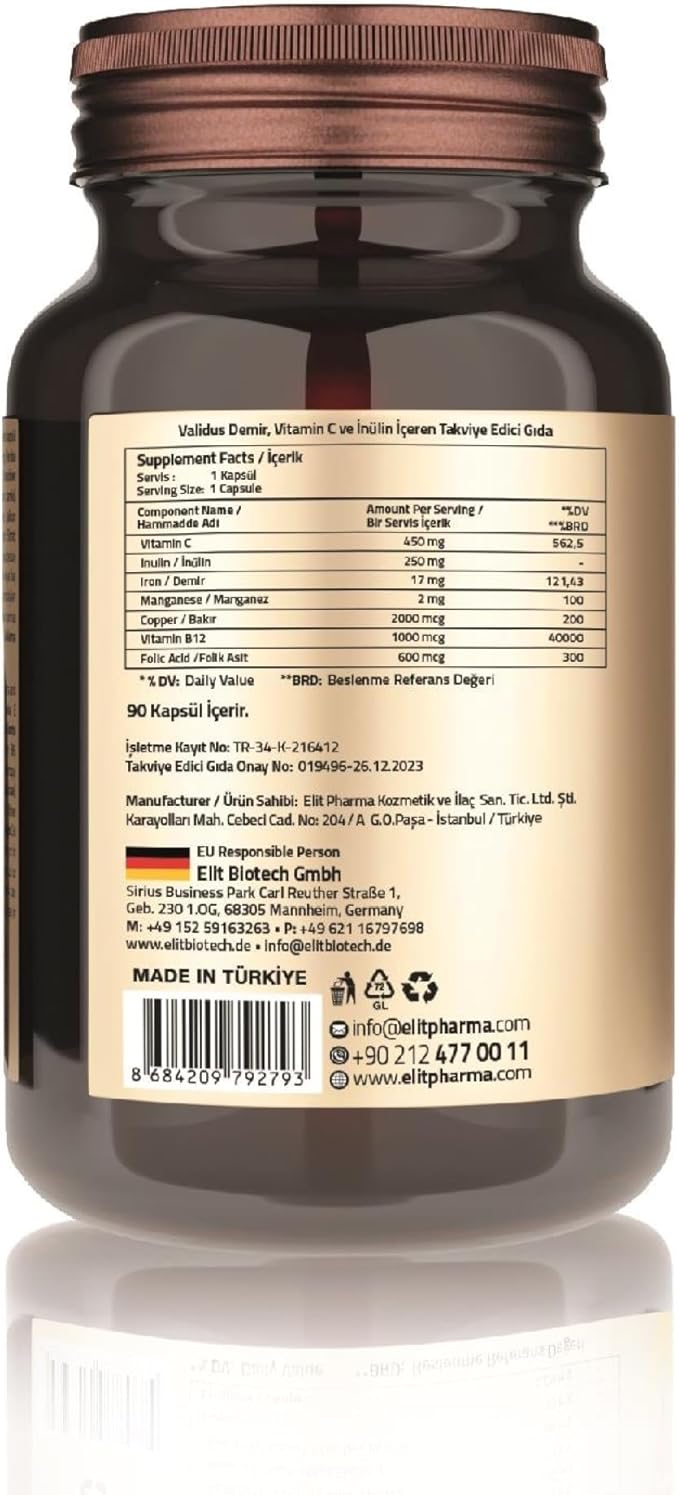 Validus Demir, Vitamin C ve İnülin İçeren Takviye Edici Gıda
Supplement Facts / İçerik
Servis : 1 Kapsül
Serving Size: 1 Capsule
Component Name / Hammadde Adı Amount Per Serving / Bir Servis İçerik *%DV **%BRD
Vitamin C 450 mg 562,5
Inulin / İnülin 250 mg -
Iron / Demir 17 mg 121,43
Manganese / Manganez 2 mg 100
Copper / Bakır 2000 mcg 200
Vitamin B12 1000 mcg 40000
Folic Acid /Folik Asit 600 mcg 300
*% DV: Daily Value **BRD: Beslenme Referans Değeri
90 Kapsül İçerir.
İşletme Kayıt No: TR-34-K-216412
Takviye Edici Gıda Onay No: 019496-26.12.2023
Manufacturer / Ürün Sahibi: Elit Pharma Kozmetik ve İlaç San. Tic. Ltd. Şti.
Karayolları Mah. Cebeci Cad. No: 204/A G.O.Paşa - İstanbul / Türkiye
EU Responsible Person
Elit Biotech Gmbh
Sirius Business Park Carl Reuther Straße 1,
Geb. 230 1.OG, 68305 Mannheim, Germany
M: +49 152 59163263 • P: +49 621 16797698
www.elitbiotech.de • info@elitbiotech.de
MADE IN TÜRKİYE
72
GL
8 684209 792793
info@elitpharma.com
+90 212 477 00 11
www.elitpharma.com